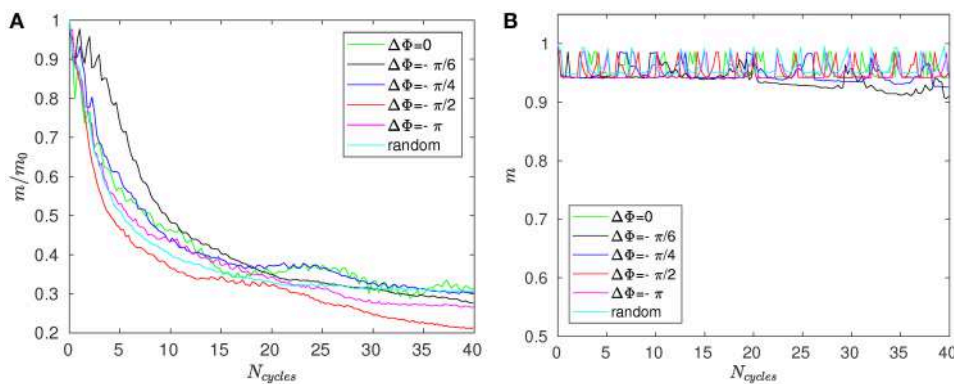 A
1
0.9
0.8
0.7
0.6
0.5
0.4
0.3
0.2
m/m₀
0 5 10 15 20 25 30 35 40
N_cycles
ΔΦ=0
ΔΦ=- π/6
ΔΦ=- π/4
ΔΦ=- π/2
ΔΦ=- π
random
B
1
0.9
0.8
0.7
0.6
0.5
m
0 5 10 15 20 25 30 35 40
N_cycles
ΔΦ=0
ΔΦ=- π/6
ΔΦ=- π/4
ΔΦ=- π/2
ΔΦ=- π
random